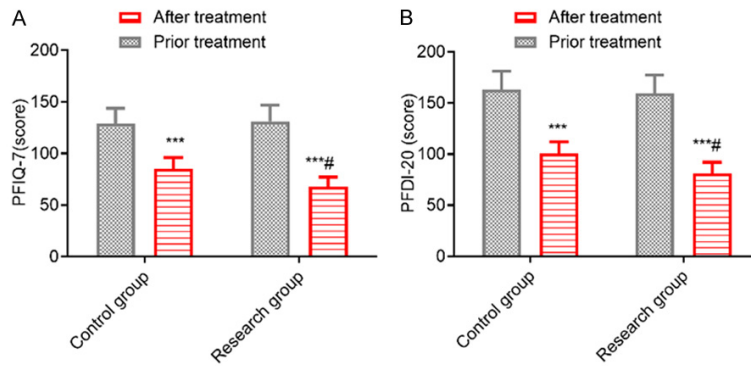 A
After treatment
Prior treatment
PFIQ-7(score)
200
150
100
50
0
***
***#
Control group
Research group
B
After treatment
Prior treatment
PFDI-20 (score)
200
150
100
50
0
***
***#
Control group
Research group